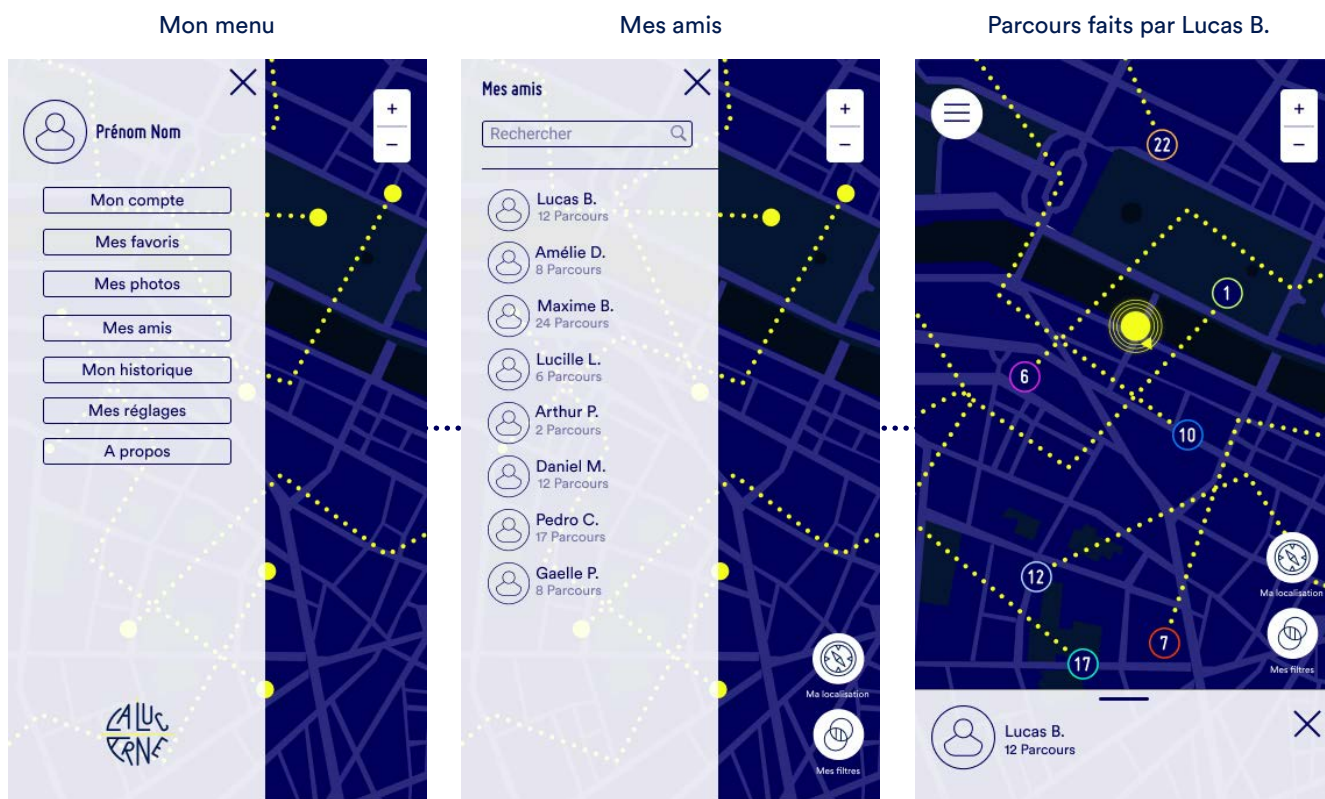 Mon menu
Prénom Nom
+
−
Mon compte
Mes favoris
Mes photos
Mes amis
Mon historique
Mes réglages
A propos
LA LUC
ERNE
Mes amis
Mes amis
Rechercher
+
−
Lucas B.
12 Parcours
Amélie D.
8 Parcours
Maxime B.
24 Parcours
Lucille L.
6 Parcours
Arthur P.
2 Parcours
Daniel M.
12 Parcours
Pedro C.
17 Parcours
Gaelle P.
8 Parcours
Ma localisation
Mes filtres
Parcours faits par Lucas B.
+
−
22
1
6
10
12
7
17
Ma localisation
Mes filtres
Lucas B.
12 Parcours